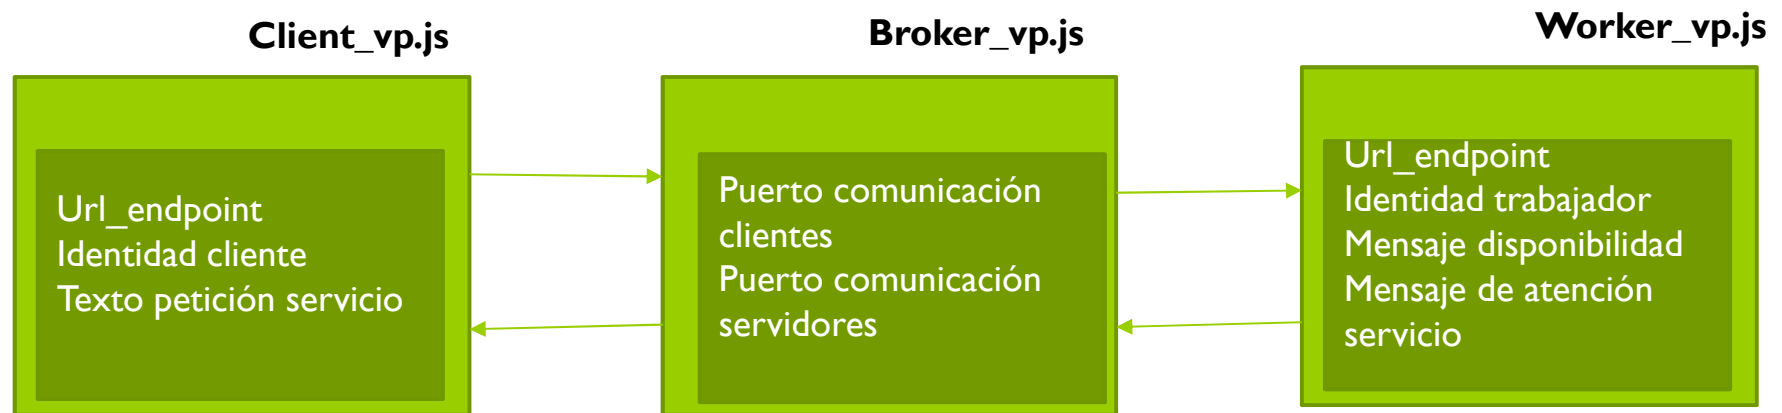 Client_vp.js
Broker_vp.js
Worker_vp.js
Url_endpoint
Identidad cliente
Texto petición servicio
Puerto comunicación
clientes
Puerto comunicación
servidores
Url_endpoint
Identidad trabajador
Mensaje disponibilidad
Mensaje de atención
servicio